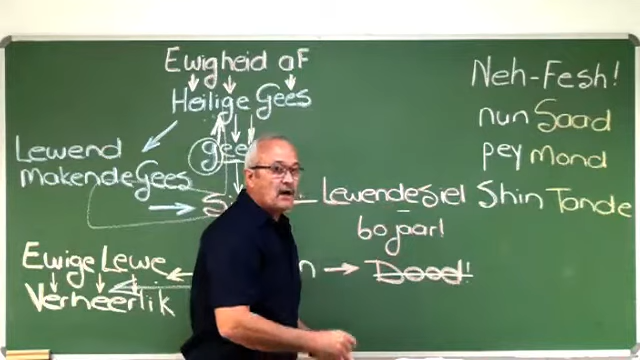 Ewigheid af
Heilige Gees
gees
Lewend
makende Gees
Lewende Siel
60 jaar!
Ewige Lewe
Verheerlik
Dood!
Neh-Fesh!
nun Saad
pey Mond
Shin Tande